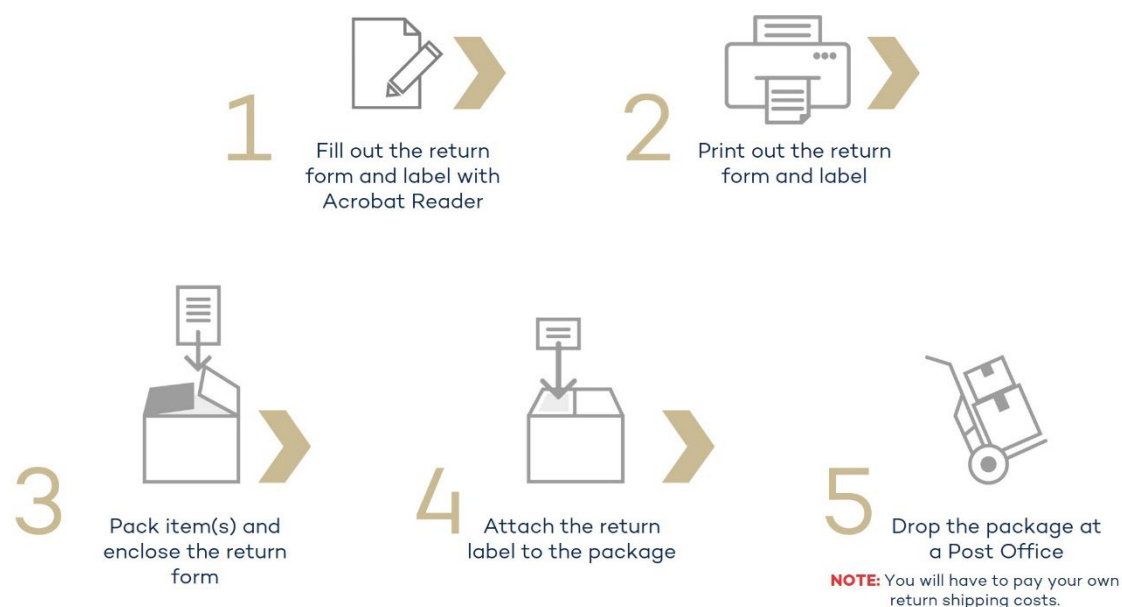 1
Fill out the return
form and label with
Acrobat Reader
2
Print out the return
form and label
3
Pack item(s) and
enclose the return
form
4
Attach the return
label to the package
5
Drop the package at
a Post Office
NOTE: You will have to pay your own
return shipping costs.